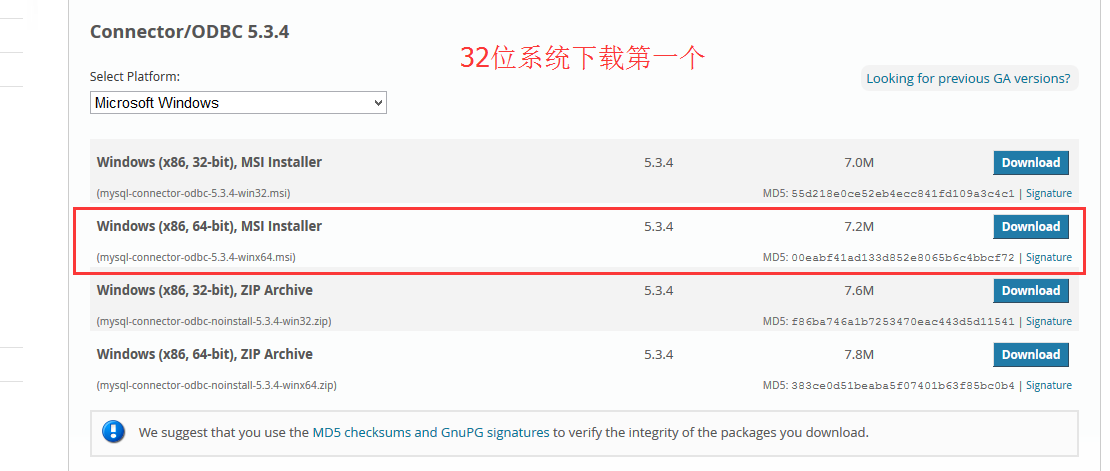 Connector/ODBC 5.3.4
32位系统下载第一个
Select Platform:
Looking for previous GA versions?
Microsoft Windows
Windows (x86, 32-bit), MSI Installer 5.3.4 7.0M Download
(mysql-connector-odbc-5.3.4-win32.msi) MD5: 55d218e0ce52eb4ecc841fd109a3c4c1 | Signature
Windows (x86, 64-bit), MSI Installer 5.3.4 7.2M Download
(mysql-connector-odbc-5.3.4-winx64.msi) MD5: 00eabf41ad133d852e8065b6c4bbcf72 | Signature
Windows (x86, 32-bit), ZIP Archive 5.3.4 7.6M Download
(mysql-connector-odbc-noinstall-5.3.4-win32.zip) MD5: f86ba746a1b7253470eac443d5d11541 | Signature
Windows (x86, 64-bit), ZIP Archive 5.3.4 7.8M Download
(mysql-connector-odbc-noinstall-5.3.4-winx64.zip) MD5: 383ce0d51beaba5f07401b63f85bc0b4 | Signature
We suggest that you use the MD5 checksums and GnuPG signatures to verify the integrity of the packages you download.